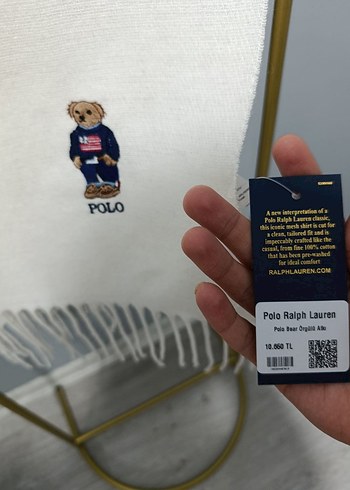 POLO
A new interpretation of a
Polo Ralph Lauren classic,
this iconic mesh shirt is cut for
a clean, tailored fit and is
impeccably crafted like the
casual, from fine 100% cotton
that has been pre-washed
for ideal comfort
RALPHLAUREN.COM
Polo Ralph Lauren
Polo Bear Örgülü Atkı
10.660 TL